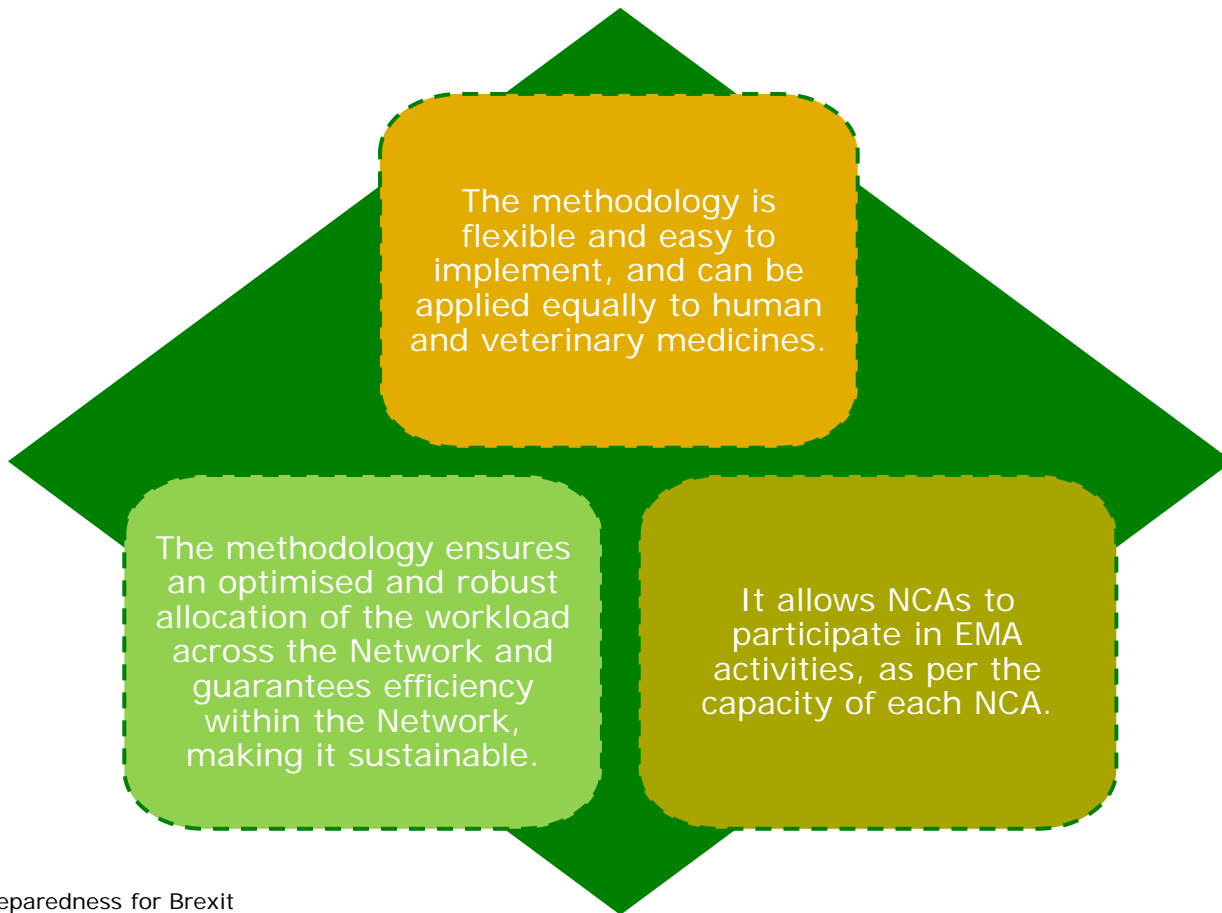 The methodology is
flexible and easy to
implement, and can be
applied equally to human
and veterinary medicines.
The methodology ensures
an optimised and robust
allocation of the workload
across the Network and
guarantees efficiency
within the Network,
making it sustainable.
It allows NCAs to
participate in EMA
activities, as per the
capacity of each NCA.
eparedness for Brexit